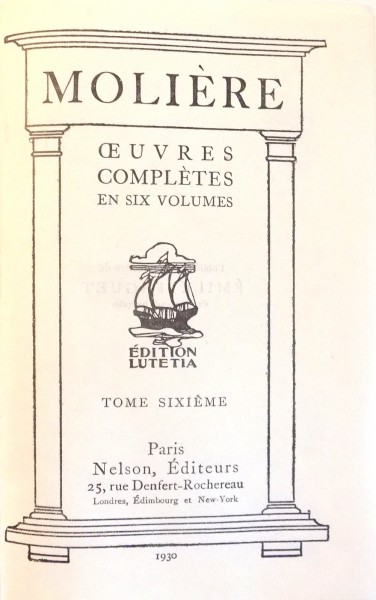 MOLIÈRE
ŒUVRES
COMPLÈTES
EN SIX VOLUMES
ÉDITION
LUTETIA
TOME SIXIÈME
Paris
Nelson, Éditeurs
25, rue Denfert-Rochereau
Londres, Édimbourg et New-York
1930